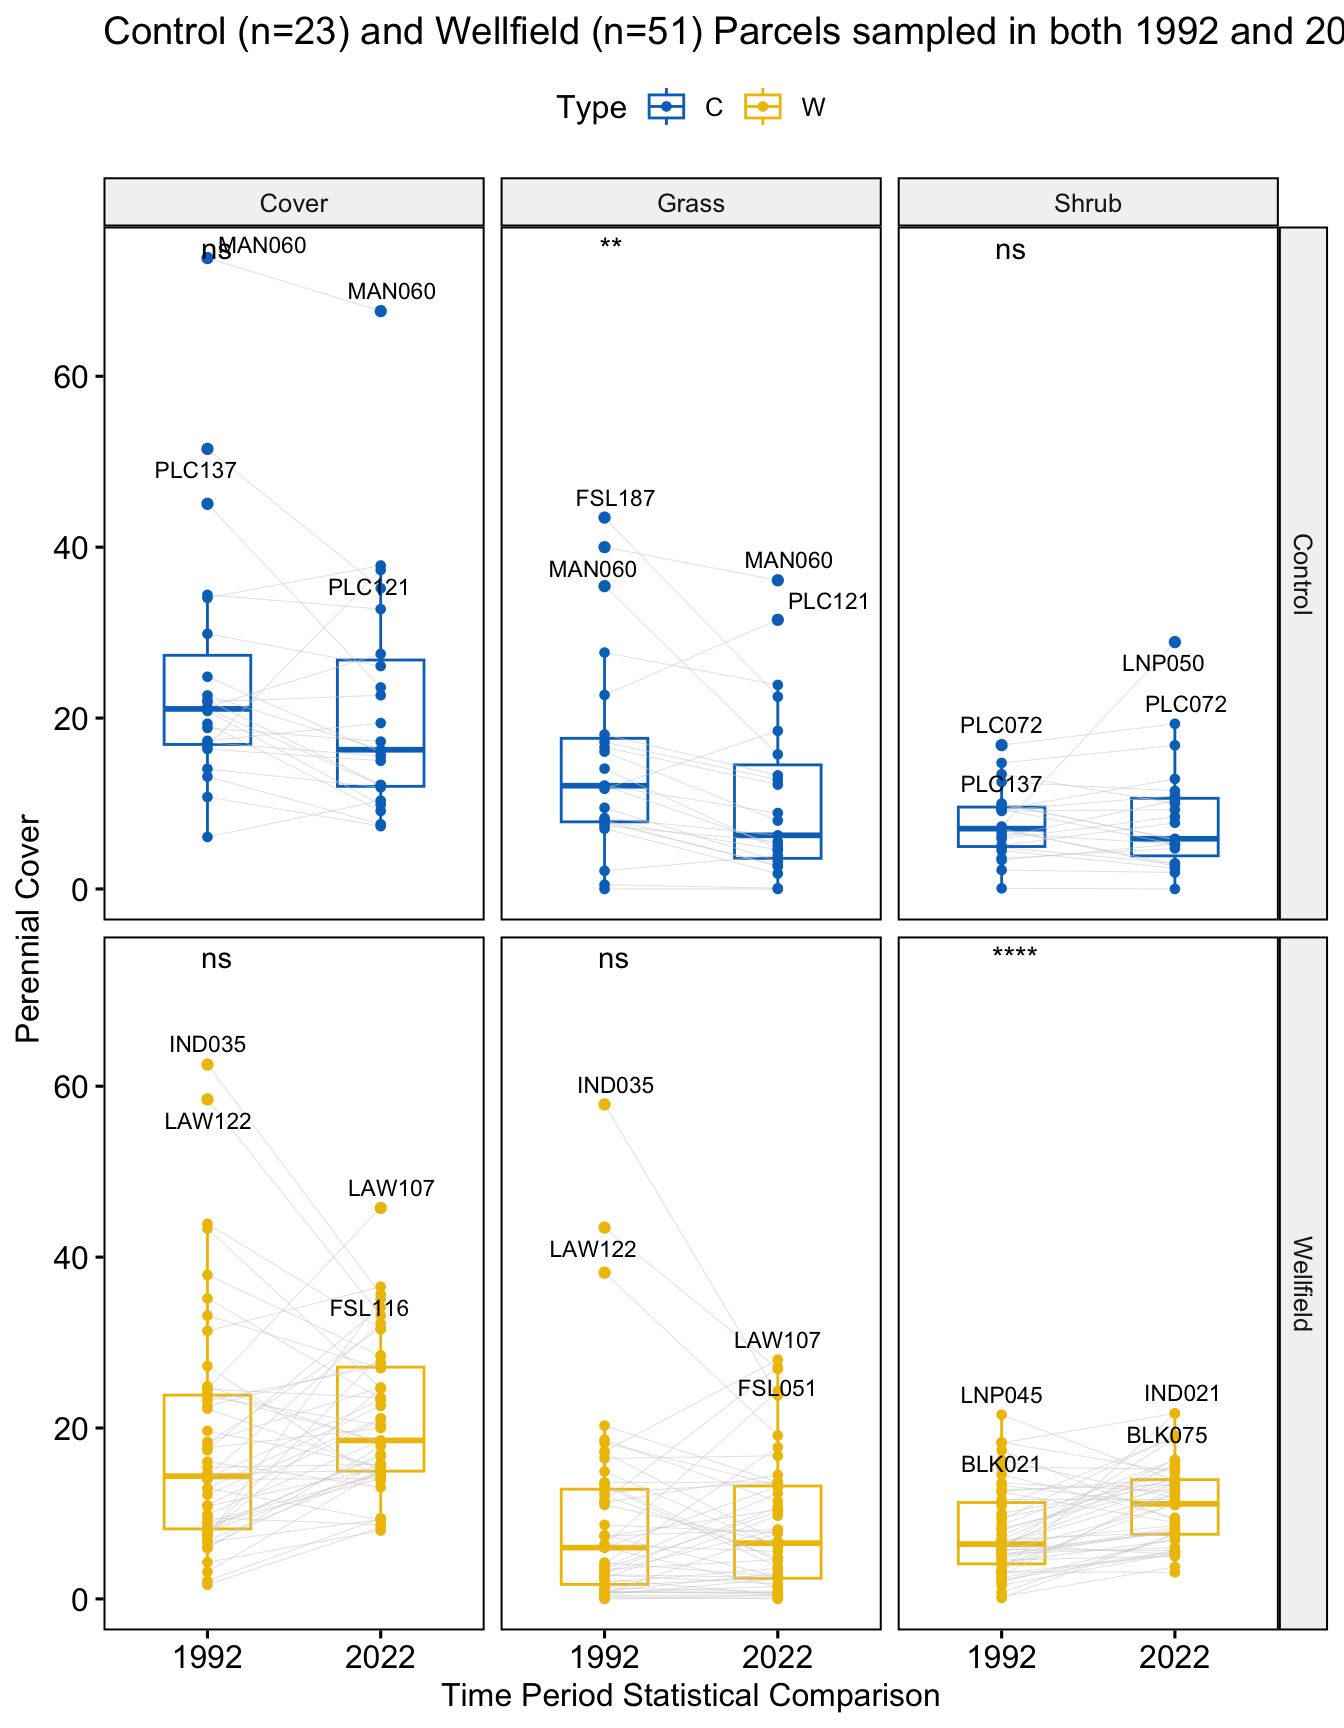 Control (n=23) and Wellfield (n=51) Parcels sampled in both 1992 and 20
Type C W
Cover Grass Shrub
ns MAN060
MAN060
PLC137
PLC121
60
40
20
0
**
FSL187
MAN060
MAN060
PLC121
ns
LNP050
PLC072
PLC072
PLC137
Control
Perennial Cover
ns
IND035
LAW122
LAW107
FSL116
60
40
20
0
ns
IND035
LAW122
LAW107
FSL051
****
LNP045
IND021
BLK075
BLK021
Wellfield
1992 2022 1992 2022 1992 2022
Time Period Statistical Comparison